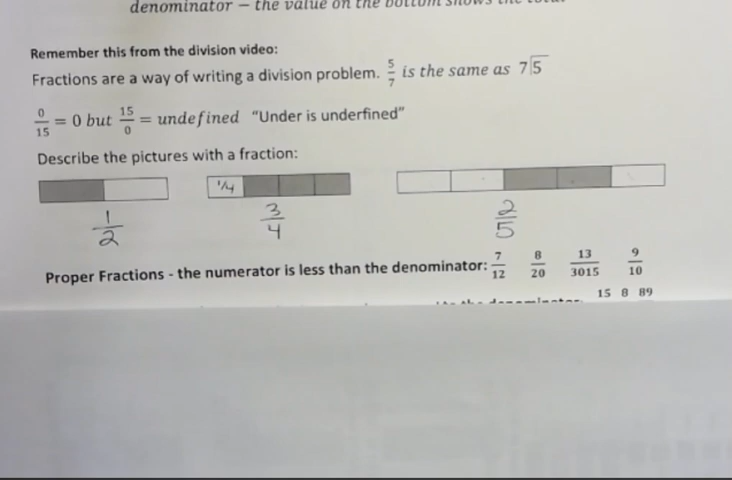 denominator – the value on the bottom shows the total
Remember this from the division video:
Fractions are a way of writing a division problem. 5/7 is the same as 7⟌5
0/15 = 0 but 15/0 = undefined "Under is underfined"
Describe the pictures with a fraction:
1/4
1/2 3/4 2/5
Proper Fractions - the numerator is less than the denominator: 7/12 8/20 13/3015 9/10
the denominator. 15 8 89